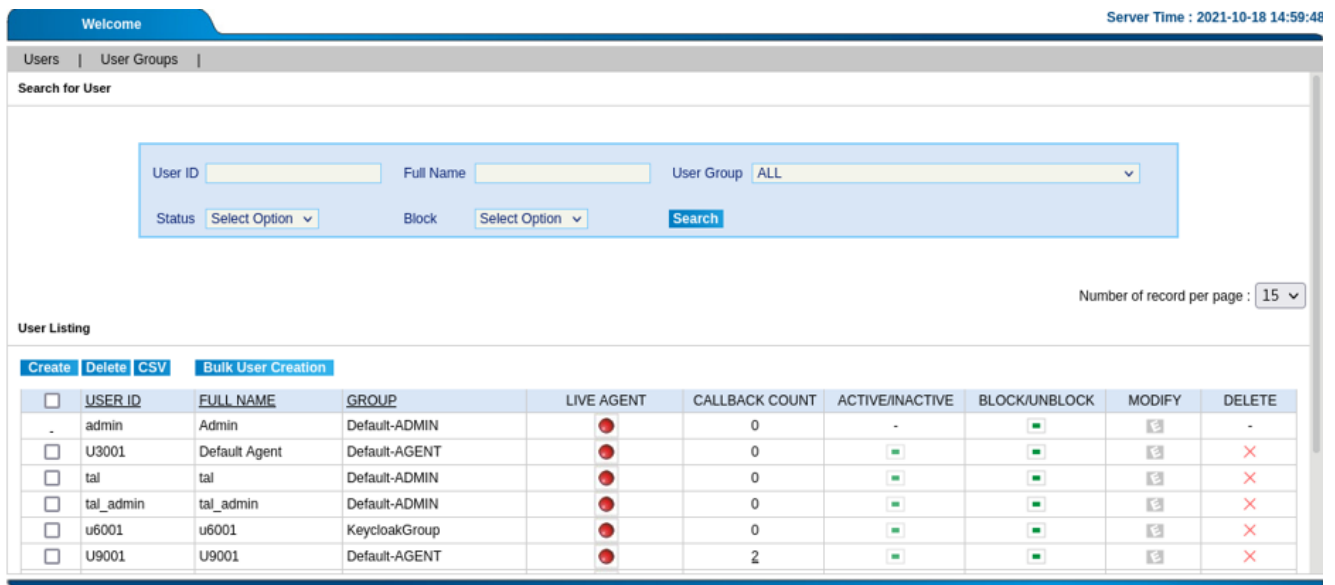 Welcome
Server Time : 2021-10-18 14:59:48
Users | User Groups |
Search for User
User ID Full Name User Group ALL
Status Select Option Block Select Option Search
Number of record per page : 15
User Listing
Create Delete CSV Bulk User Creation
USER ID FULL NAME GROUP LIVE AGENT CALLBACK COUNT ACTIVE/INACTIVE BLOCK/UNBLOCK MODIFY DELETE
- admin Admin Default-ADMIN 0 - E -
U3001 Default Agent Default-AGENT 0 E
tal tal Default-ADMIN 0 E
tal_admin tal_admin Default-ADMIN 0 E
u6001 u6001 KeycloakGroup 0 E
U9001 U9001 Default-AGENT 2 E